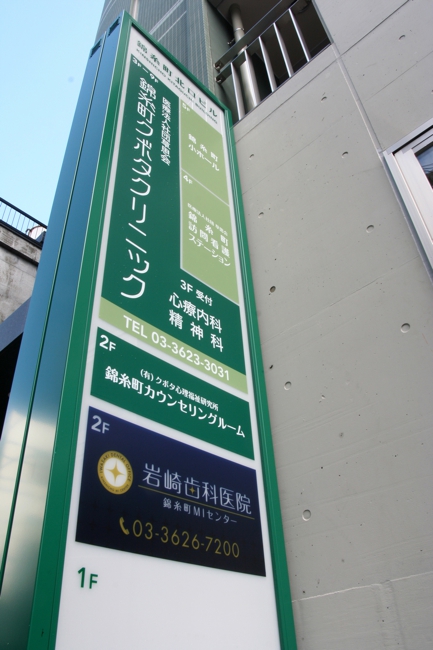 錦糸町北口ビル
3F～9F
医療法人社団草思会
錦糸町クボタクリニック
5F
錦糸町
小ホール
4F
錦糸町
訪問看護
ステーション
3F 受付
心療内科
精神科
TEL 03-3623-3031
2F
(有)クボタ心理福祉研究所
錦糸町カウンセリングルーム
2F
岩崎歯科医院
錦糸町MIセンター
03-3626-7200
1F